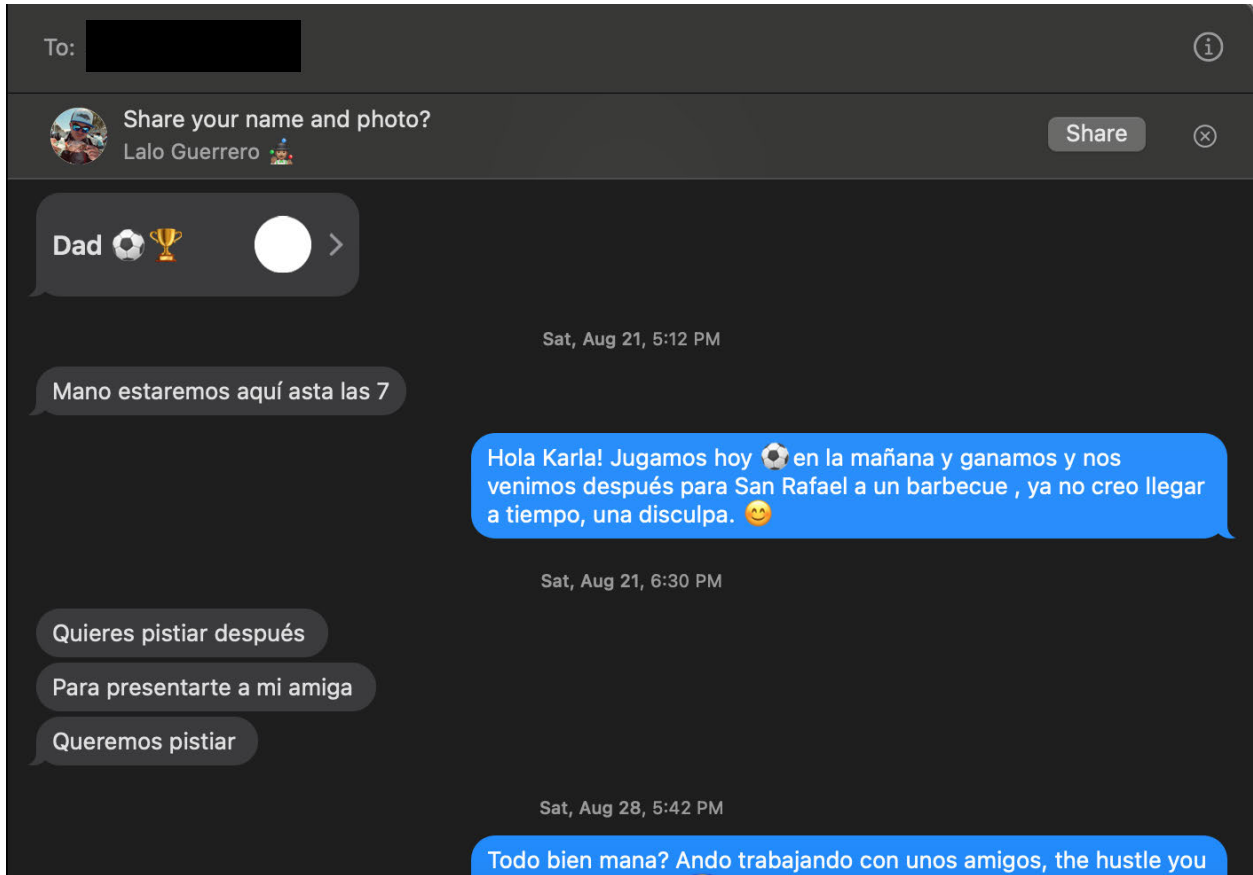 To:
Share your name and photo?
Lalo Guerrero
Share
Dad ⚽🏆
Sat, Aug 21, 5:12 PM
Mano estaremos aquí asta las 7
Hola Karla! Jugamos hoy ⚽ en la mañana y ganamos y nos
venimos después para San Rafael a un barbecue , ya no creo llegar
a tiempo, una disculpa. 😊
Sat, Aug 21, 6:30 PM
Quieres pistiar después
Para presentarte a mi amiga
Queremos pistiar
Sat, Aug 28, 5:42 PM
Todo bien mana? Ando trabajando con unos amigos, the hustle you